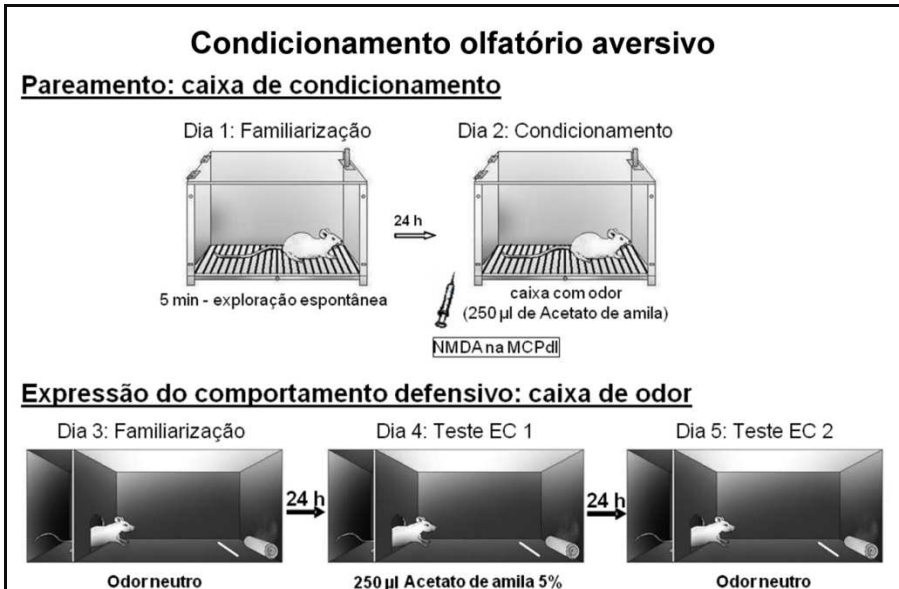 Condicionamento olfatório aversivo
Pareamento: caixa de condicionamento
Dia 1: Familiarização
Dia 2: Condicionamento
24 h
5 min - exploração espontânea
caixa com odor
(250 µl de Acetato de amila)
NMDA na MCPdl
Expressão do comportamento defensivo: caixa de odor
Dia 3: Familiarização
Dia 4: Teste EC 1
Dia 5: Teste EC 2
24 h
24 h
Odor neutro
250 µl Acetato de amila 5%
Odor neutro